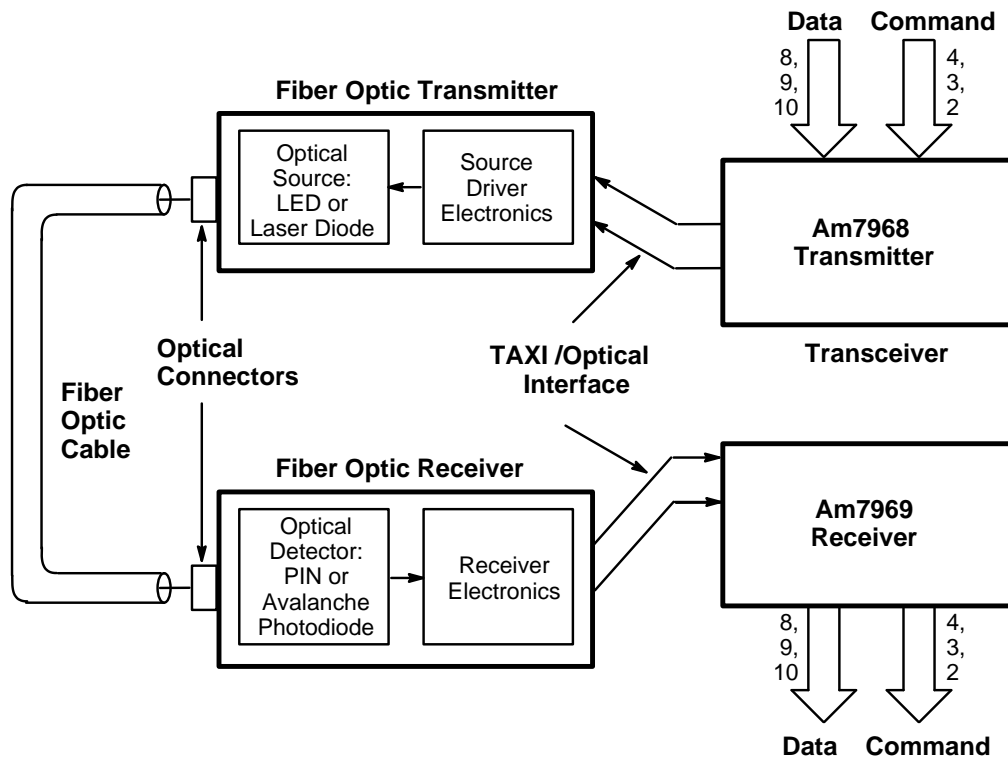 Data Command
8,
9,
10
4,
3,
2
Fiber Optic Transmitter
Optical
Source:
LED or
Laser Diode
Source
Driver
Electronics
Am7968
Transmitter
Transceiver
Optical
Connectors
TAXI /Optical
Interface
Fiber
Optic
Cable
Fiber Optic Receiver
Optical
Detector:
PIN or
Avalanche
Photodiode
Receiver
Electronics
Am7969
Receiver
8,
9,
10
4,
3,
2
Data Command